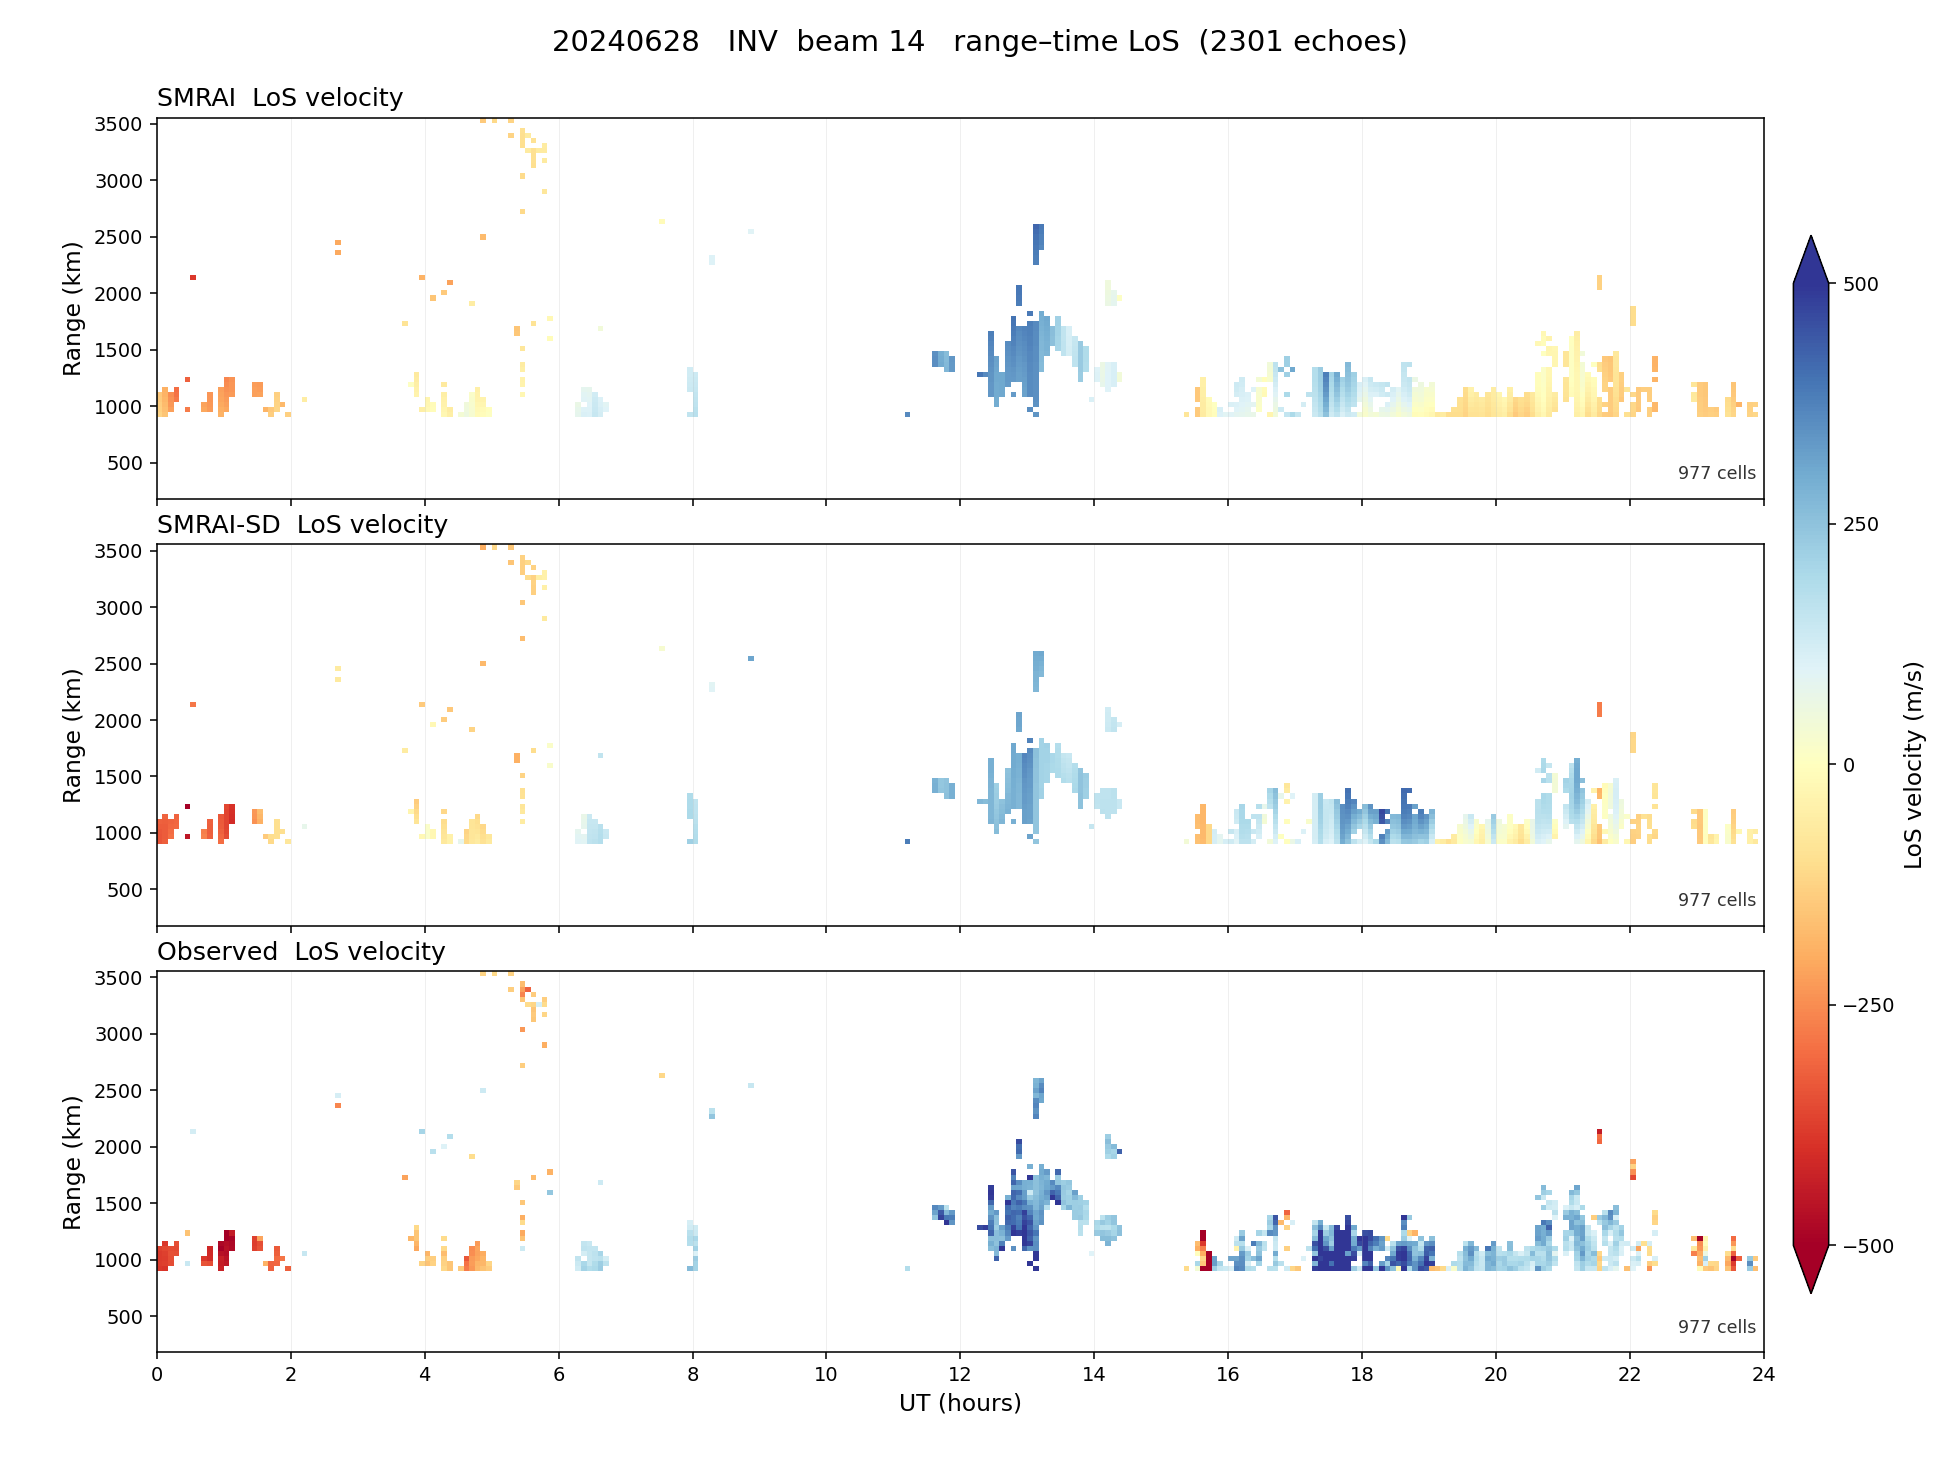 20240628   INV  beam 14   range–time LoS  (2301 echoes)
SMRAI  LoS velocity
3500
3000
2500
2000
1500
1000
500
Range (km)
977 cells
SMRAI-SD  LoS velocity
3500
3000
2500
2000
1500
1000
500
Range (km)
977 cells
Observed  LoS velocity
3500
3000
2500
2000
1500
1000
500
Range (km)
977 cells
0 2 4 6 8 10 12 14 16 18 20 22 24
UT (hours)
500
250
0
−250
−500
LoS velocity (m/s)